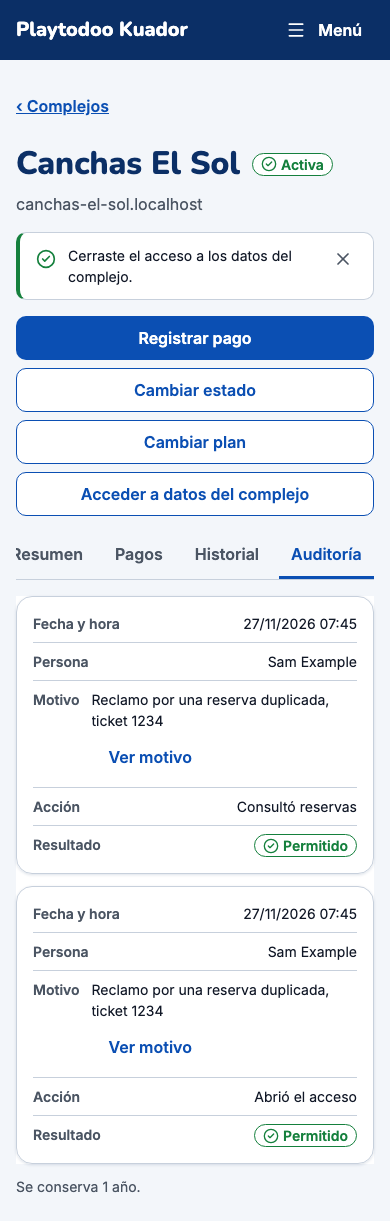 Playtodoo Kuador
Menú
‹ Complejos
Canchas El Sol
Activa
canchas-el-sol.localhost
Cerraste el acceso a los datos del
complejo.
Registrar pago
Cambiar estado
Cambiar plan
Acceder a datos del complejo
Resumen Pagos Historial Auditoría
Fecha y hora 27/11/2026 07:45
Persona Sam Example
Motivo Reclamo por una reserva duplicada,
ticket 1234
Ver motivo
Acción Consultó reservas
Resultado Permitido
Fecha y hora 27/11/2026 07:45
Persona Sam Example
Motivo Reclamo por una reserva duplicada,
ticket 1234
Ver motivo
Acción Abrió el acceso
Resultado Permitido
Se conserva 1 año.